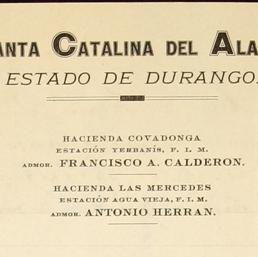 ANTA CATALINA DEL ALA
ESTADO DE DURANGO.
HACIENDA COVADONGA
ESTACIÓN YERBANÍS, F. I. M.
ADMOR. FRANCISCO A. CALDERON.
HACIENDA LAS MERCEDES
ESTACIÓN AGUA VIEJA, F. I. M.
ADMOR. ANTONIO HERRAN.